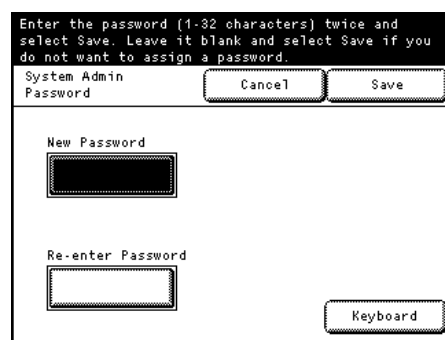 Enter the password (1-32 characters) twice and
select Save. Leave it blank and select Save if you
do not want to assign a password.
System Admin
Password
Cancel
Save
New Password
Re-enter Password
Keyboard